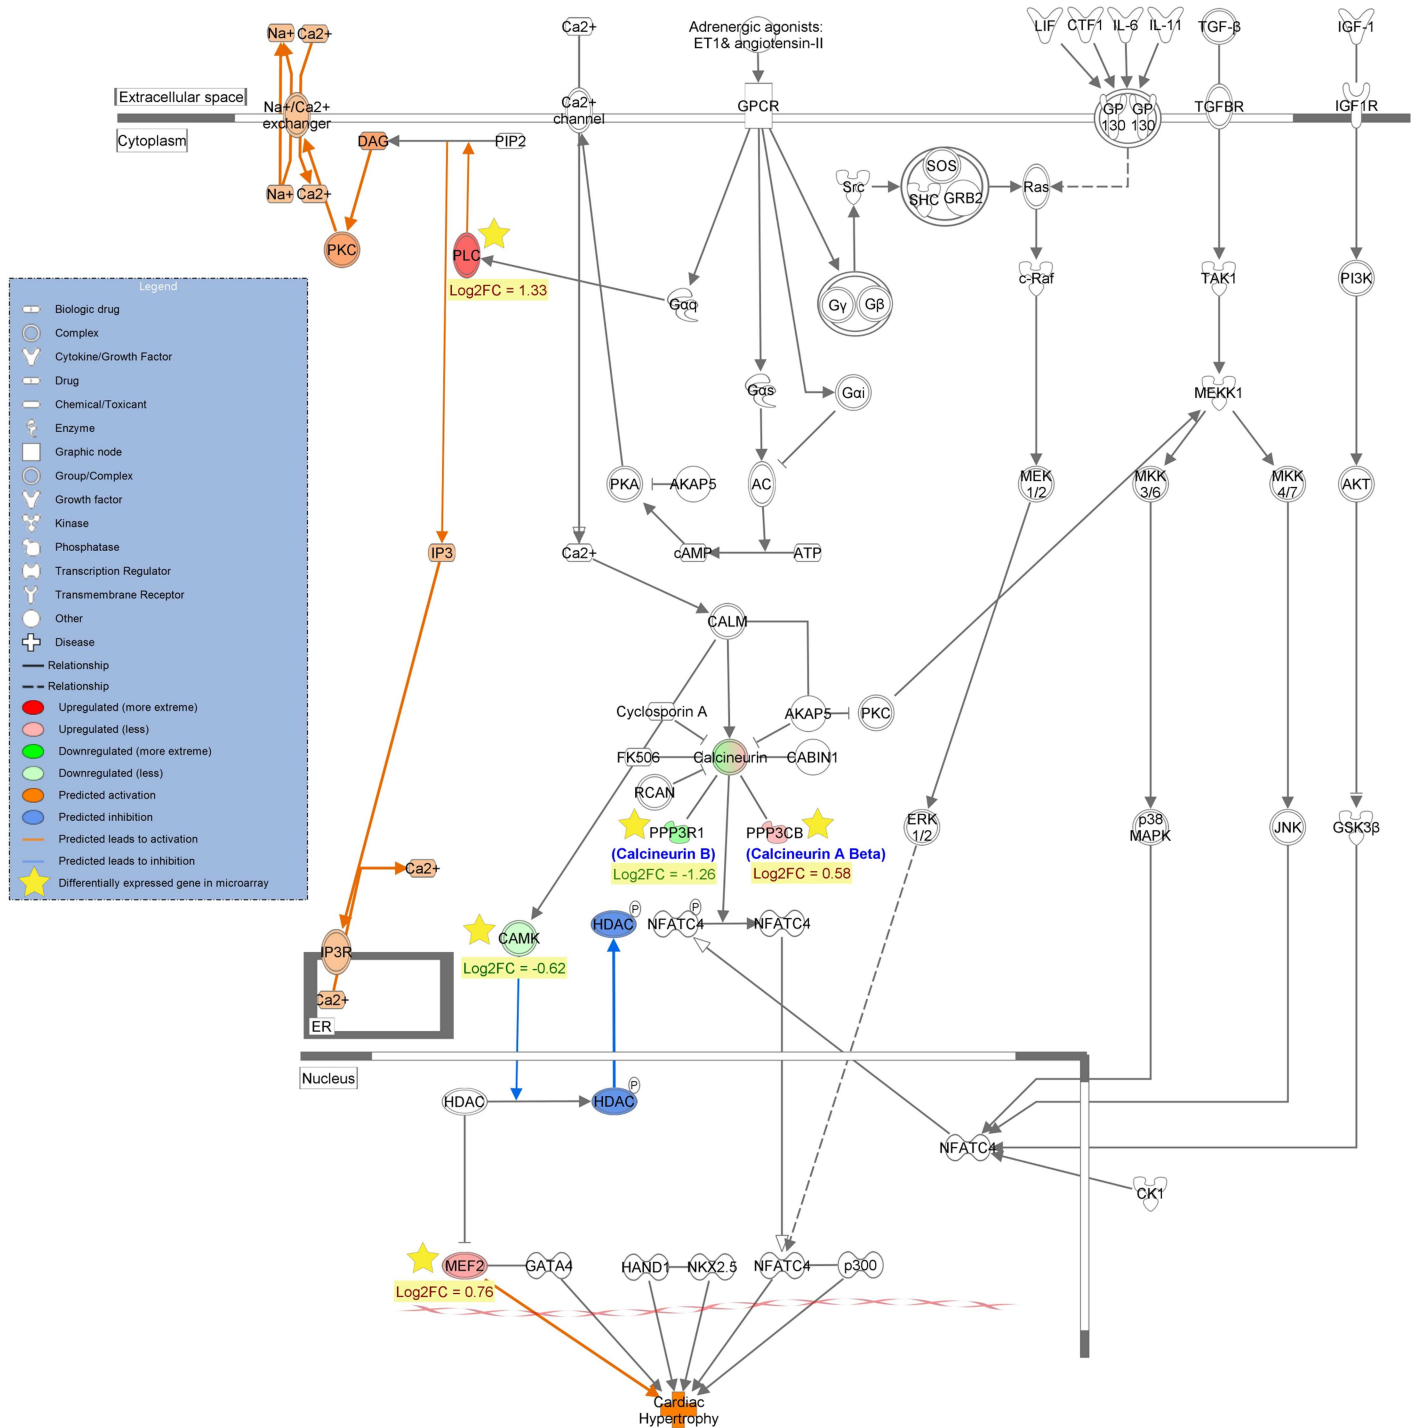 Na+
Ca2+
Ca2+
Adrenergic agonists:
ET1& angiotensin-II
LIF
CTF1
IL-6
IL-11
TGF-β
IGF-1
Extracellular space
Na+/Ca2+
exchanger
Ca2+
channel
GPCR
GP
130
GP
130
TGFBR
IGF1R
Cytoplasm
DAG
PIP2
Na+
Ca2+
Src
SOS
SHC
GRB2
Ras
PKC
PLC
Log2FC = 1.33
Gαq
Gγ
Gβ
c-Raf
TAK1
PI3K
Legend
Biologic drug
Complex
Cytokine/Growth Factor
Drug
Chemical/Toxicant
Enzyme
Graphic node
Group/Complex
Growth factor
Kinase
Phosphatase
Transcription Regulator
Transmembrane Receptor
Other
Disease
Relationship
Relationship
Upregulated (more extreme)
Upregulated (less)
Downregulated (more extreme)
Downregulated (less)
Predicted activation
Predicted inhibition
Predicted leads to activation
Predicted leads to inhibition
Differentially expressed gene in microarray
Gαs
Gαi
MEKK1
PKA
AKAP5
AC
MEK
1/2
MKK
3/6
MKK
4/7
AKT
IP3
Ca2+
cAMP
ATP
CALM
Cyclosporin A
AKAP5
PKC
FK506
Calcineurin
CABIN1
RCAN
PPP3R1
(Calcineurin B)
Log2FC = -1.26
PPP3CB
(Calcineurin A Beta)
Log2FC = 0.58
ERK
1/2
p38
MAPK
JNK
GSK3β
Ca2+
CAMK
Log2FC = -0.62
HDAC
P
NFATC4
P
NFATC4
IP3R
Ca2+
ER
Nucleus
HDAC
HDAC
P
NFATC4
CK1
MEF2
Log2FC = 0.76
GATA4
HAND1
NKX2.5
NFATC4
p300
Cardiac
Hypertrophy